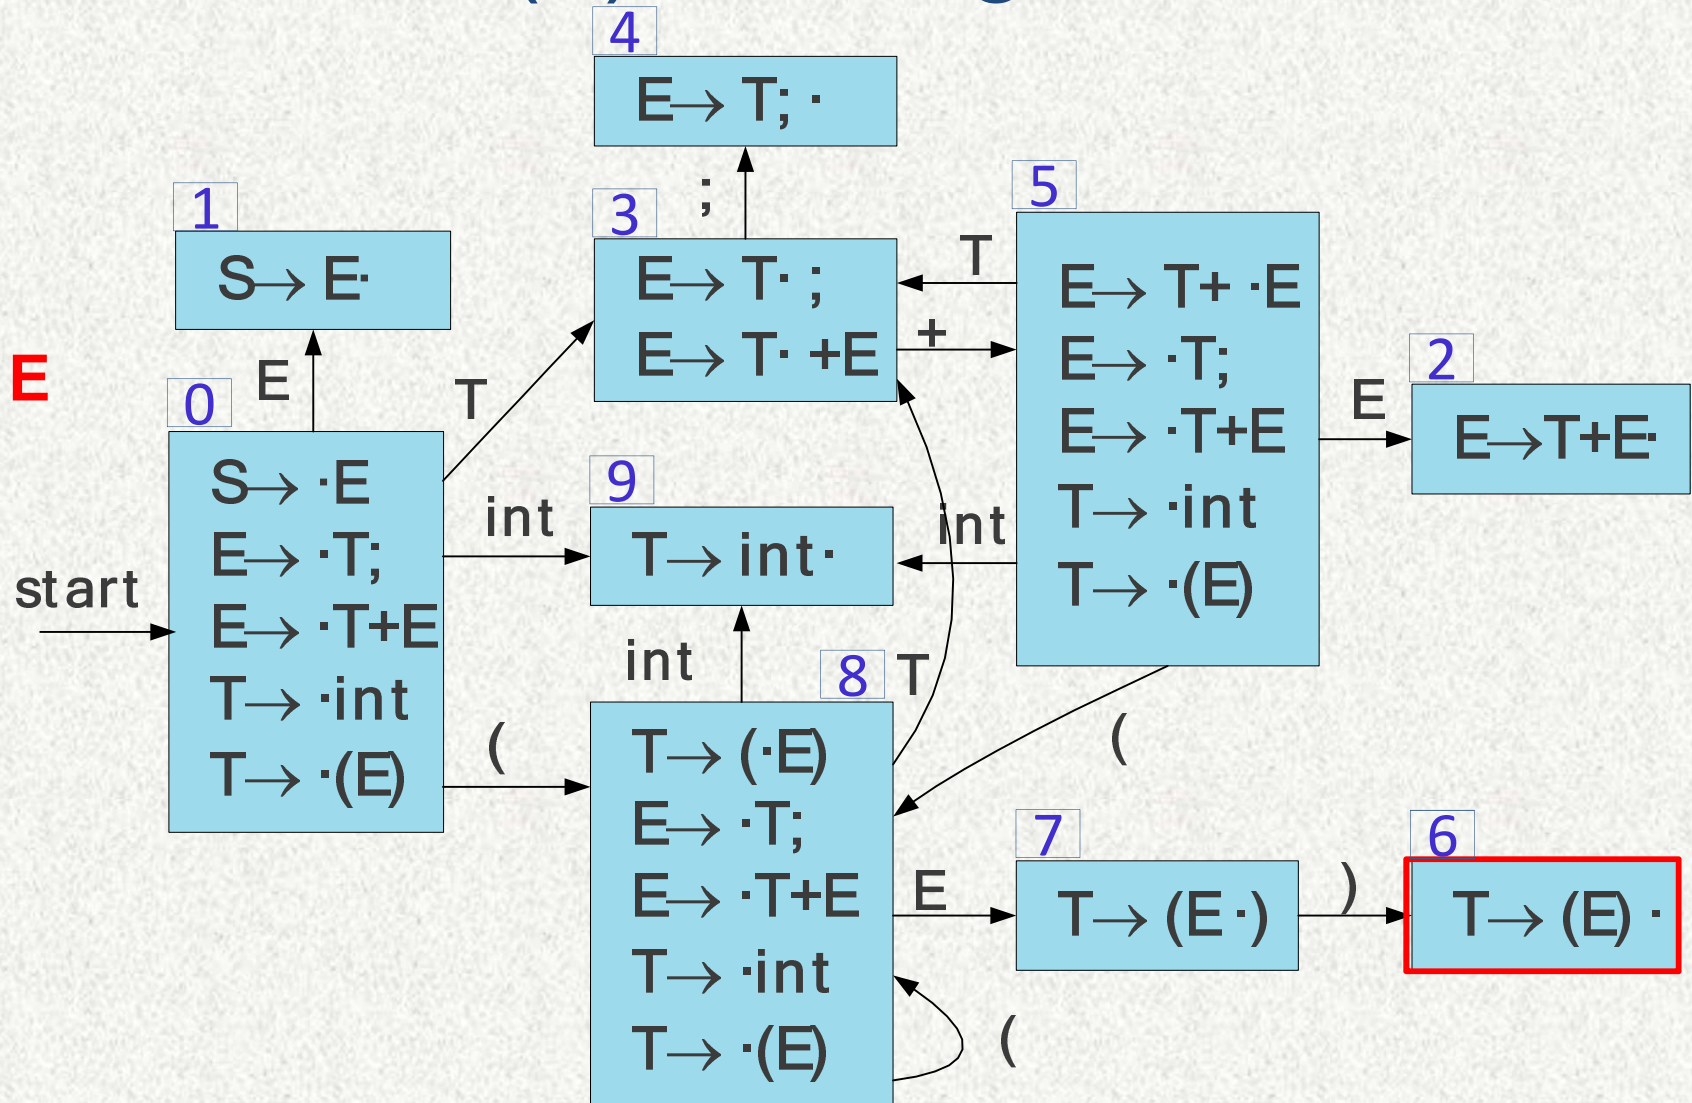 4
E→ T; ·
;
1
S→ E·
3
E→ T· ;
E→ T· +E
T
+
5
E→ T+ ·E
E→ ·T;
E→ ·T+E
T→ ·int
T→ ·(E)
E
2
E→T+E·
E
E
T
0
S→ ·E
E→ ·T;
E→ ·T+E
T→ ·int
T→ ·(E)
start
int
9
T→ int·
int
int
(
8
T
T→ (·E)
E→ ·T;
E→ ·T+E
T→ ·int
T→ ·(E)
(
(
E
7
T→ (E ·)
)
6
T→ (E) ·